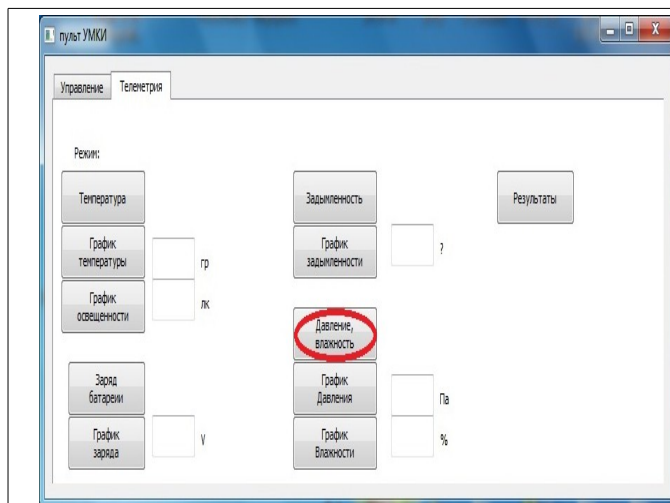 пульт УМКИ
Управление
Телеметрия
Режим:
Температура
Задымленность
Результаты
График
температуры
гр
График
задымленности
?
График
освещенности
лк
Давление,
влажность
Заряд
батареи
График
Давления
Па
График
заряда
V
График
Влажности
%